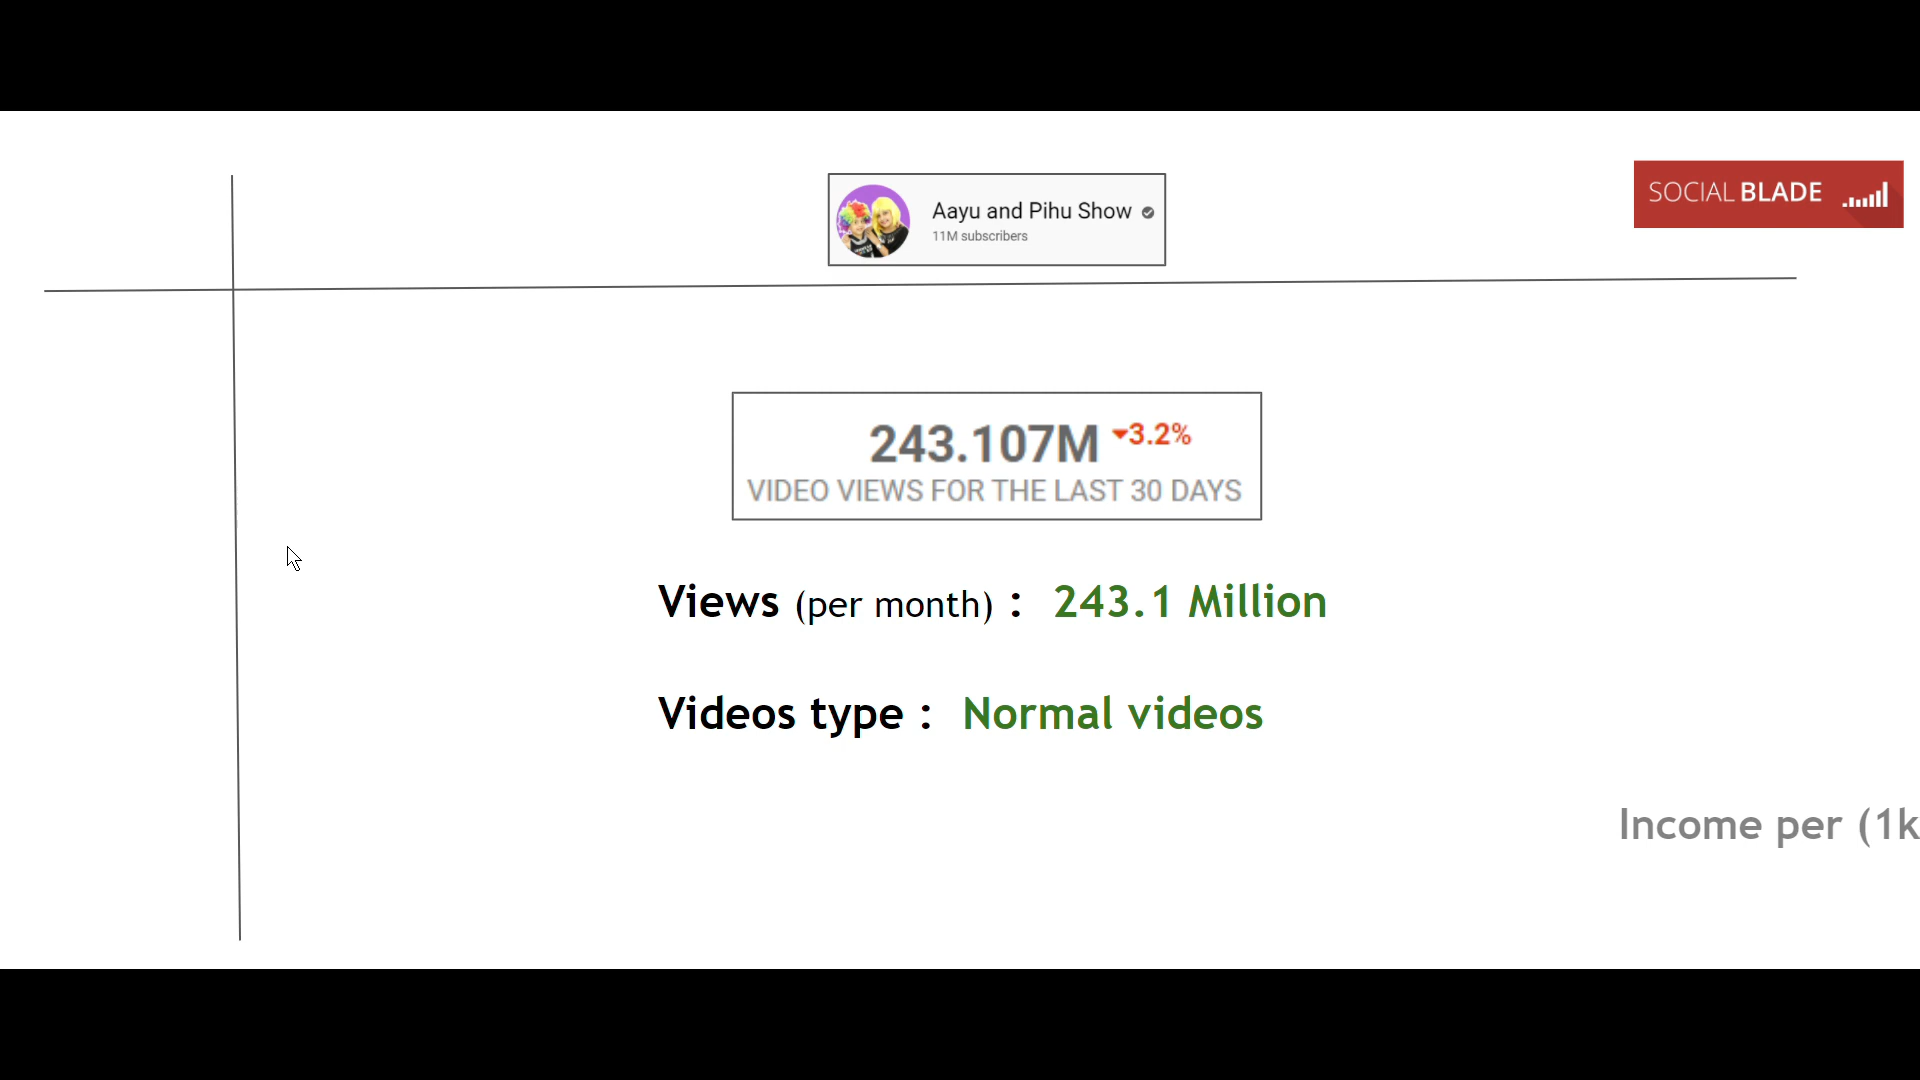 Aayu and Pihu Show
11M subscribers
SOCIAL BLADE
243.107M 3.2%
VIDEO VIEWS FOR THE LAST 30 DAYS
Views (per month) : 243.1 Million
Videos type : Normal videos
Income per (1k